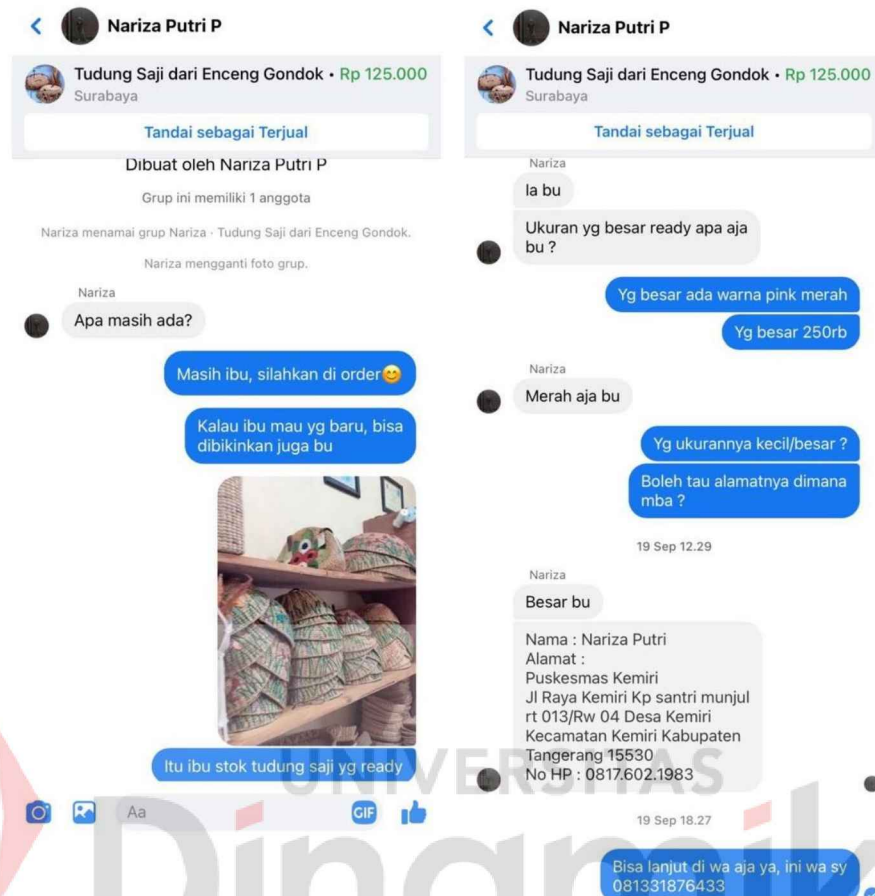 Nariza Putri P
Tudung Saji dari Enceng Gondok • Rp 125.000
Surabaya
Tandai sebagai Terjual
Dibuat oleh Nariza Putri P
Grup ini memiliki 1 anggota
Nariza menamai grup Nariza · Tudung Saji dari Enceng Gondok.
Nariza mengganti foto grup.
Nariza
Apa masih ada?
Masih ibu, silahkan di order😊
Kalau ibu mau yg baru, bisa
dibikinkan juga bu
Itu ibu stok tudung saji yg ready
Aa
GIF
Nariza Putri P
Tudung Saji dari Enceng Gondok • Rp 125.000
Surabaya
Tandai sebagai Terjual
Nariza
Ia bu
Ukuran yg besar ready apa aja
bu ?
Yg besar ada warna pink merah
Yg besar 250rb
Nariza
Merah aja bu
Yg ukurannya kecil/besar ?
Boleh tau alamatnya dimana
mba ?
19 Sep 12.29
Nariza
Besar bu
Nama : Nariza Putri
Alamat :
Puskesmas Kemiri
Jl Raya Kemiri Kp santri munjul
rt 013/Rw 04 Desa Kemiri
Kecamatan Kemiri Kabupaten
Tangerang 15530
No HP : 0817.602.1983
19 Sep 18.27
Bisa lanjut di wa aja ya, ini wa sy
081331876433
UNIVERSITAS
Dinamik